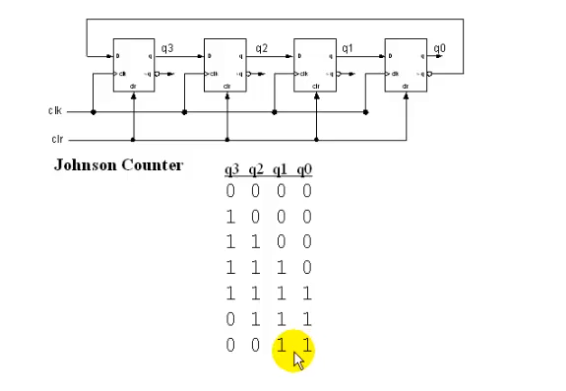 q3 q2 q1 q0
D q D q D q D q
clk ~q clk ~q clk ~q clk ~q
clr clr clr clr
clk
clr
Johnson Counter
q3 q2 q1 q0
0 0 0 0
1 0 0 0
1 1 0 0
1 1 1 0
1 1 1 1
0 1 1 1
0 0 1 1